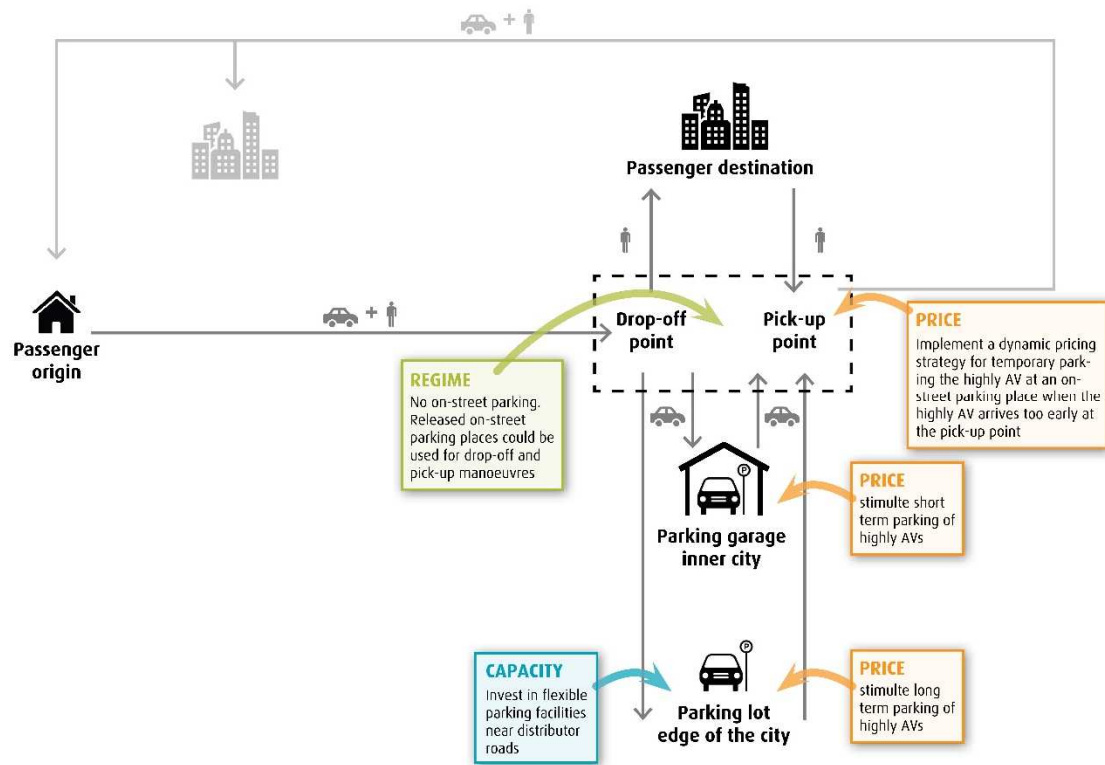 +
Passenger destination
+
Passenger
origin
Drop-off
point
Pick-up
point
REGIME
No on-street parking.
Released on-street
parking places could be
used for drop-off and
pick-up manoeuvres
PRICE
Implement a dynamic pricing
strategy for temporary park-
ing the highly AV at an on-
street parking place when the
highly AV arrives too early at
the pick-up point
P
Parking garage
inner city
PRICE
stimulte short
term parking of
highly AVs
CAPACITY
Invest in flexible
parking facilities
near distributor
roads
P
Parking lot
edge of the city
PRICE
stimulte long
term parking of
highly AVs